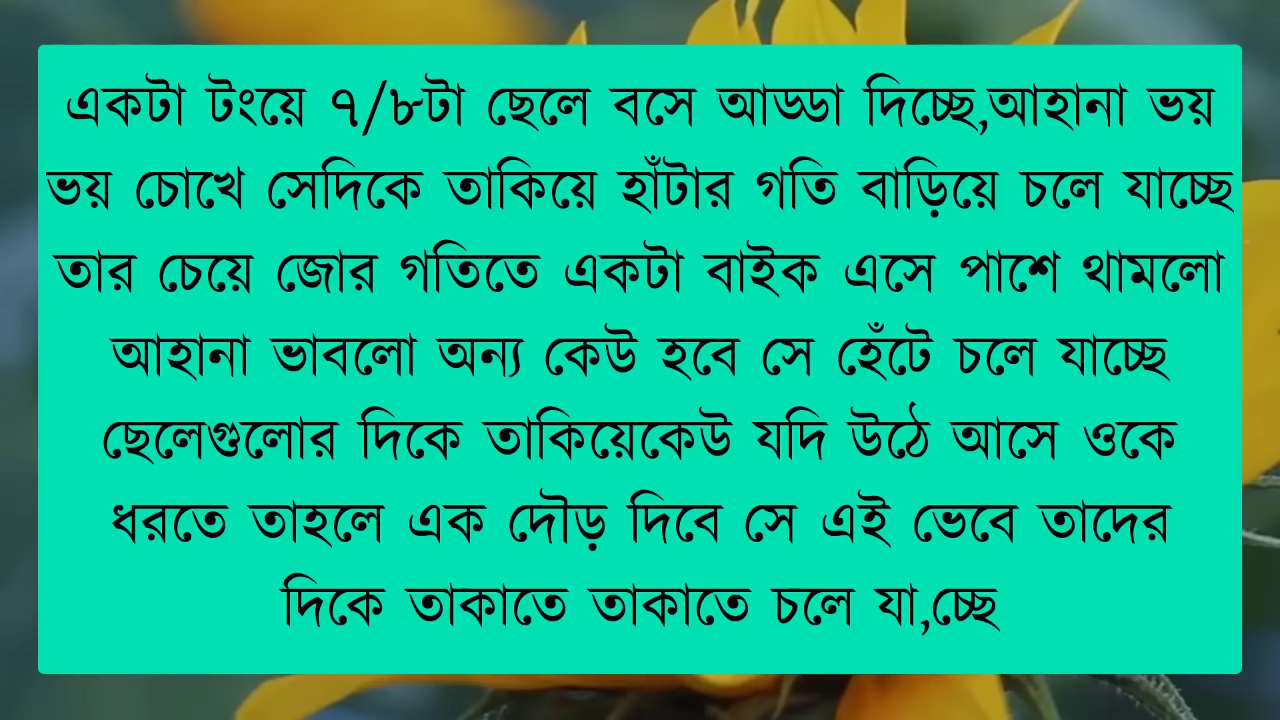 একটা টংয়ে ৭/৮টা ছেলে বসে আড্ডা দিচ্ছে,আহানা ভয়
ভয় চোখে সেদিকে তাকিয়ে হাঁটার গতি বাড়িয়ে চলে যাচ্ছে
তার চেয়ে জোর গতিতে একটা বাইক এসে পাশে থামলো
আহানা ভাবলো অন্য কেউ হবে সে হেঁটে চলে যাচ্ছে
ছেলেগুলোর দিকে তাকিয়েকেউ যদি উঠে আসে ওকে
ধরতে তাহলে এক দৌড় দিবে সে এই ভেবে তাদের
দিকে তাকাতে তাকাতে চলে যা,চ্ছে